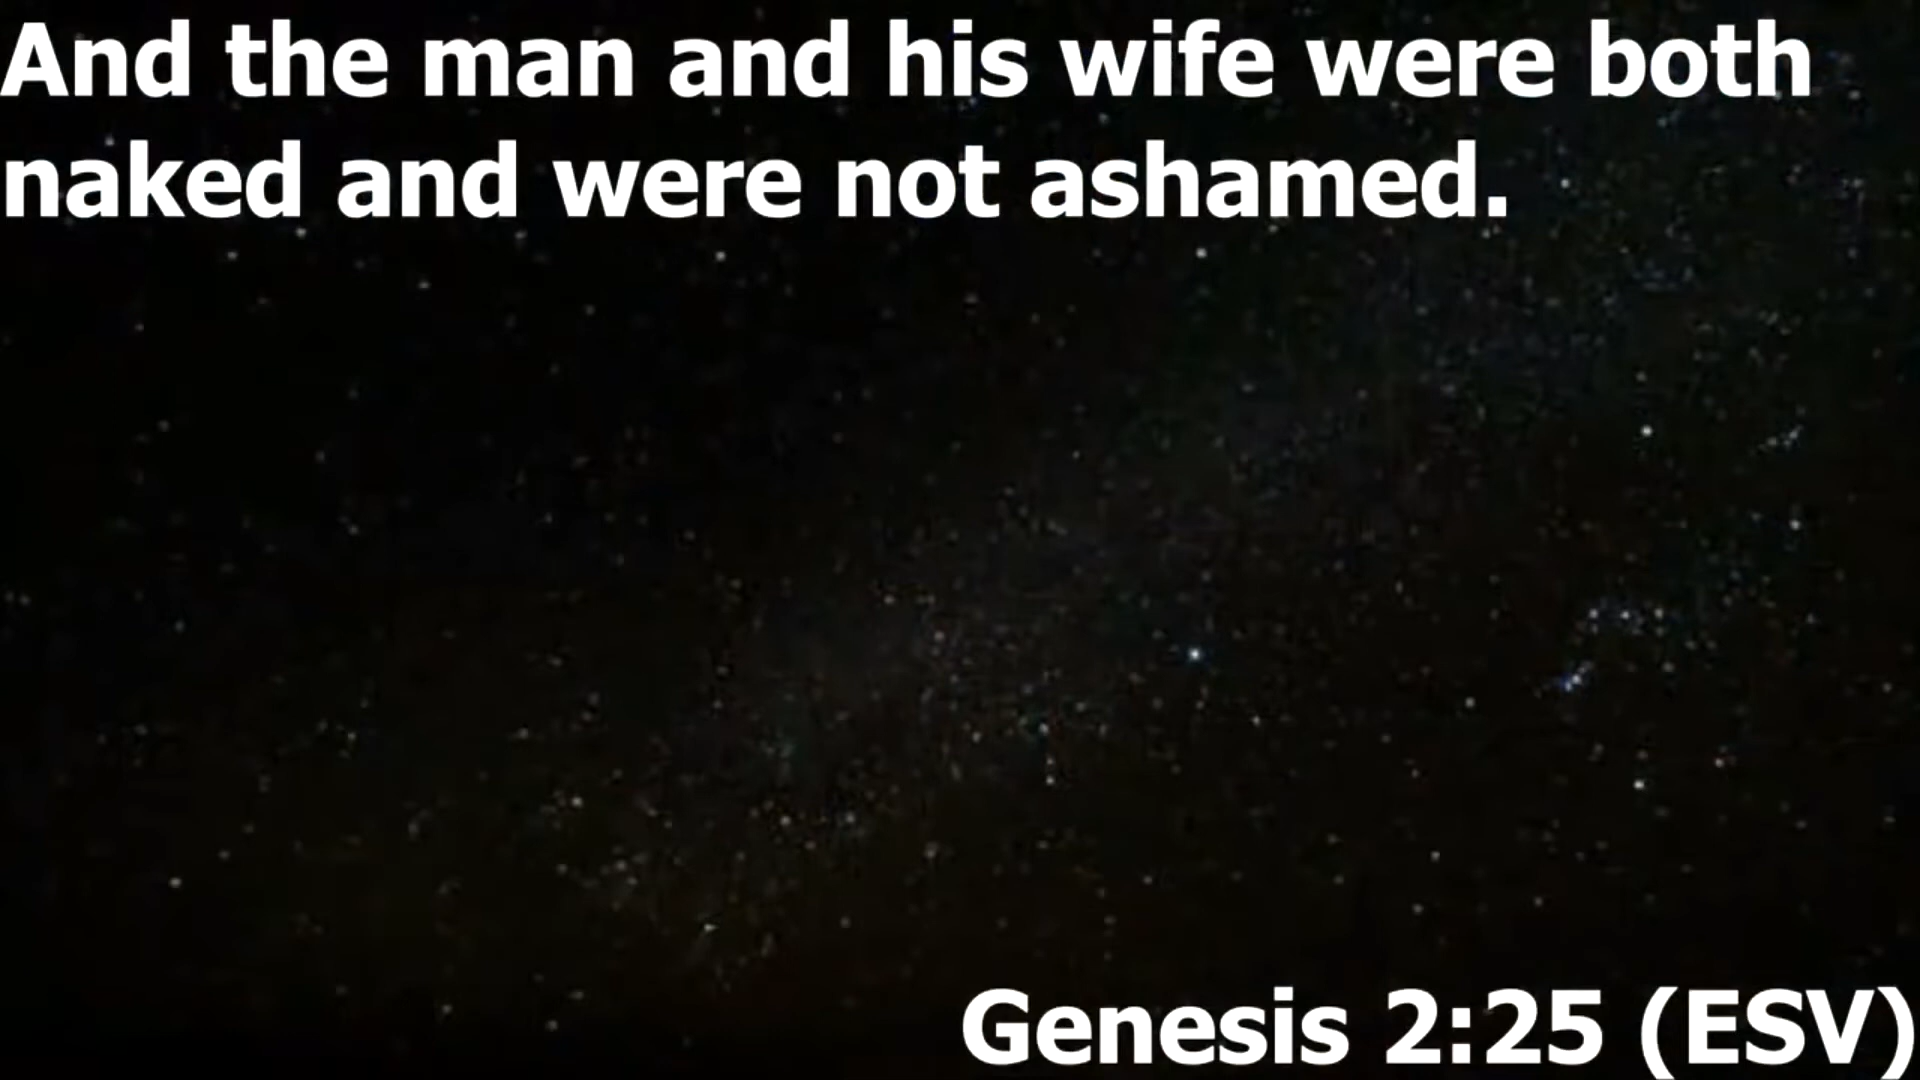 And the man and his wife were both
naked and were not ashamed.
Genesis 2:25 (ESV)